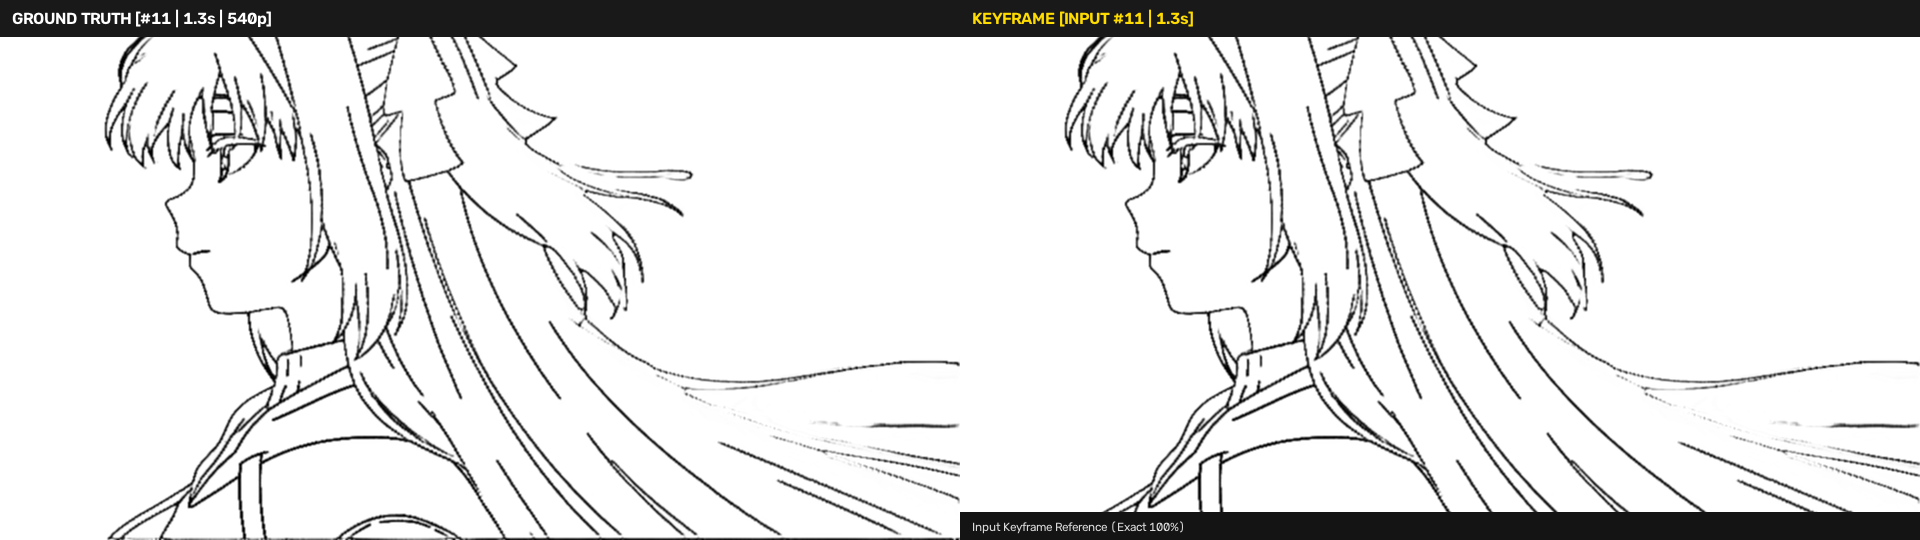 GROUND TRUTH [#11 | 1.3s | 540p]
KEYFRAME [INPUT #11 | 1.3s]
Input Keyframe Reference (Exact 100%)